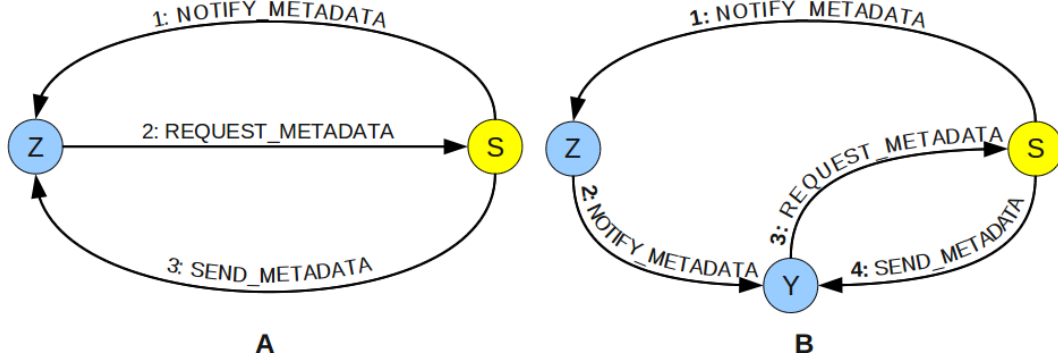 1: NOTIFY_METADATA
Z
2: REQUEST_METADATA
S
3: SEND_METADATA
A
1: NOTIFY_METADATA
Z
S
2: NOTIFY_METADATA
3: REQUEST_METADATA
4: SEND_METADATA
Y
B